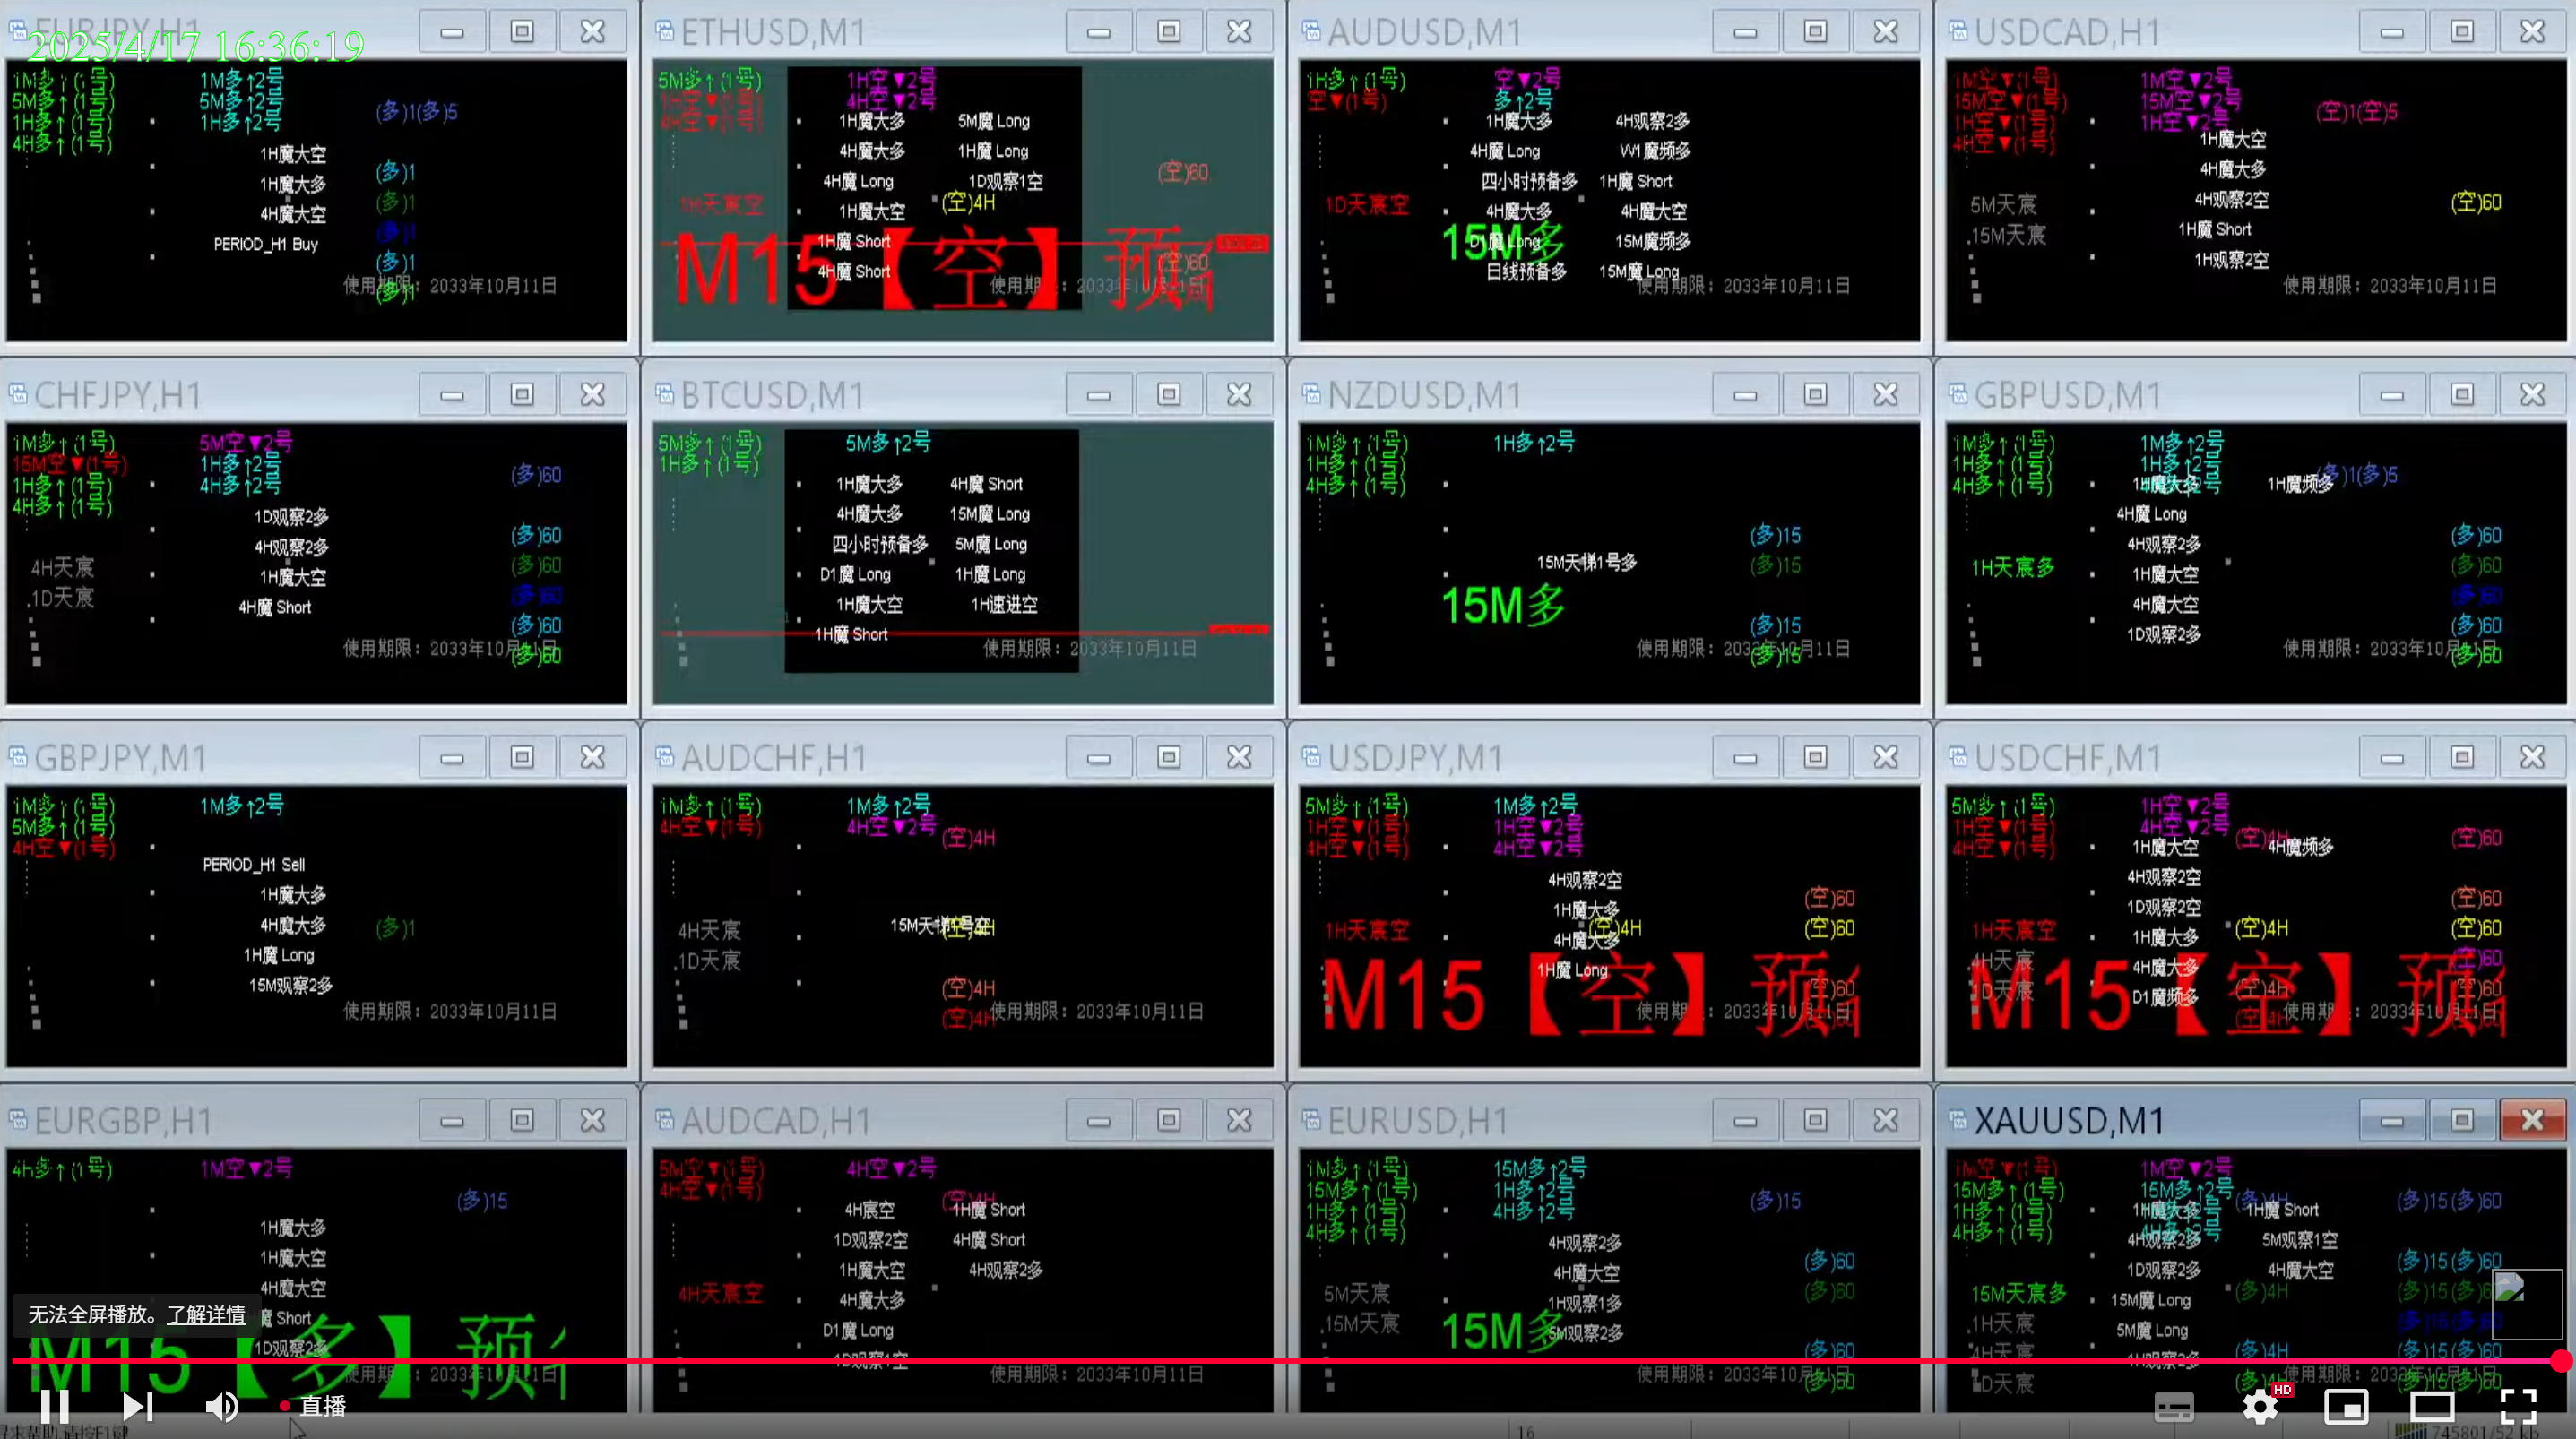 EURJPY,H1
2025/4/17 16:36:19
1M多↑(1号)
5M多↑(1号)
1H多↑(1号)
4H多↑(1号)
1M多↑2号
5M多↑2号
1H多↑2号
(多)1(多)5
1H魔大空
1H魔大多
4H魔大空
PERIOD_H1 Buy
(多)1
(多)1
(多)1
(多)1
(多)1
使用期限：2033年10月11日
ETHUSD,M1
5M多↑(1号)
1H空▼(1号)
4H空▼(1号)
1H空▼2号
4H空▼2号
1H魔大多
5M魔 Long
4H魔大多
1H魔 Long
4H魔 Long
1D观察1空
1H魔大空
(空)4H
1H魔 Short
4H魔 Short
(空)60
(空)60
1H天宸空
M15【空】预
使用期限：2033年10月11日
AUDUSD,M1
1H多↑(1号)
空▼(1号)
空▼2号
多↑2号
1H魔大多
4H观察2多
4H魔 Long
W1魔频多
四小时预备多
1H魔 Short
4H魔大多
4H魔大空
D1魔 Long
15M魔频多
日线预备多
15M魔 Long
1D天宸空
15M多
使用期限：2033年10月11日
USDCAD,H1
1M空▼(1号)
15M空▼(1号)
1H空▼(1号)
4H空▼(1号)
1M空▼2号
15M空▼2号
1H空▼2号
(空)1(空)5
1H魔大空
4H魔大多
4H观察2空
1H魔 Short
1H观察2空
(空)60
5M天宸
15M天宸
使用期限：2033年10月11日
CHFJPY,H1
1M多↑(1号)
15M空▼(1号)
1H多↑(1号)
4H多↑(1号)
5M空▼2号
1H多↑2号
4H多↑2号
1D观察2多
4H观察2多
1H魔大空
4H魔 Short
4H天宸
1D天宸
(多)60
(多)60
(多)60
(多)60
(多)60
(多)60
使用期限：2033年10月11日
BTCUSD,M1
5M多↑(1号)
1H多↑(1号)
5M多↑2号
1H魔大多
4H魔 Short
4H魔大多
15M魔 Long
四小时预备多
5M魔 Long
D1魔 Long
1H魔 Long
1H魔大空
1H速进空
1H魔 Short
使用期限：2033年10月11日
NZDUSD,M1
1M多↑(1号)
1H多↑(1号)
4H多↑(1号)
1H多↑2号
15M天梯1号多
15M多
(多)15
(多)15
(多)15
(多)15
使用期限：2033年10月11日
GBPUSD,M1
1M多↑(1号)
1H多↑(1号)
4H多↑(1号)
1M多↑2号
1H多↑2号
1H魔大多
1H魔频多
(多)1(多)5
4H魔 Long
4H观察2多
1H魔大空
4H魔大空
1D观察2多
1H天宸多
(多)60
(多)60
(多)60
(多)60
(多)60
使用期限：2033年10月11日
GBPJPY,M1
1M多↑(1号)
5M多↑(1号)
4H空▼(1号)
1M多↑2号
PERIOD_H1 Sell
1H魔大多
4H魔大多
1H魔 Long
15M观察2多
(多)1
使用期限：2033年10月11日
AUDCHF,H1
1M多↑(1号)
4H空▼(1号)
1M多↑2号
4H空▼2号
(空)4H
15M天梯1号空
(空)4H
4H天宸
1D天宸
(空)4H
(空)4H
使用期限：2033年10月11日
USDJPY,M1
5M多↑(1号)
1H空▼(1号)
4H空▼(1号)
1M多↑2号
1H空▼2号
4H空▼2号
4H观察2空
1H魔大多
(空)4H
4H魔大多
1H魔 Long
1H天宸空
(空)60
(空)60
(空)60
M15【空】预
使用期限：2033年10月11日
USDCHF,M1
5M多↑(1号)
1H空▼(1号)
4H空▼(1号)
1H空▼2号
4H空▼2号
(空)4H
1H魔大空
4H魔频多
4H观察2空
1D观察2空
1H魔大多
4H魔大多
D1魔频多
(空)4H
(空)4H
(空)4H
(空)60
(空)60
(空)60
(空)60
(空)60
1H天宸空
4H天宸
1D天宸
M15【空】预
使用期限：2033年10月11日
EURGBP,H1
4H多↑(1号)
1M空▼2号
(多)15
1H魔大多
1H魔大空
4H魔大空
魔 Short
1D观察2多
M15【多】预
使用期限：2033年10月11日
AUDCAD,H1
5M空▼(1号)
4H空▼(1号)
4H空▼2号
(空)4H
4H宸空
1H魔 Short
1D观察2空
4H魔 Short
1H魔大空
4H观察2多
4H魔大多
D1魔 Long
1D观察1空
4H天宸空
使用期限：2033年10月11日
EURUSD,H1
1M多↑(1号)
15M多↑(1号)
1H多↑(1号)
4H多↑(1号)
15M多↑2号
1H多↑2号
4H多↑2号
(多)15
4H观察2多
4H魔大空
1H观察1多
5M观察2多
5M天宸
15M天宸
15M多
(多)60
(多)60
(多)60
(多)60
使用期限：2033年10月11日
XAUUSD,M1
1M空▼(1号)
15M多↑(1号)
1H多↑(1号)
4H多↑(1号)
1M空▼2号
15M多↑2号
4H多↑2号
1H魔大多
(多)4H
1H魔 Short
4H观察2多
5M观察1空
1D观察2多
4H魔大空
15M魔 Long
(多)4H
5M魔 Long
(多)4H
(多)4H
(多)15(多)60
(多)15(多)60
(多)15(多)6
(多)15(多)6
(多)15(多)60
(多)15(多)60
15M天宸多
1H天宸
4H天宸
1D天宸
使用期限：2033年10月11日
无法全屏播放。了解详情
直播
HD
16
745801/52 kb